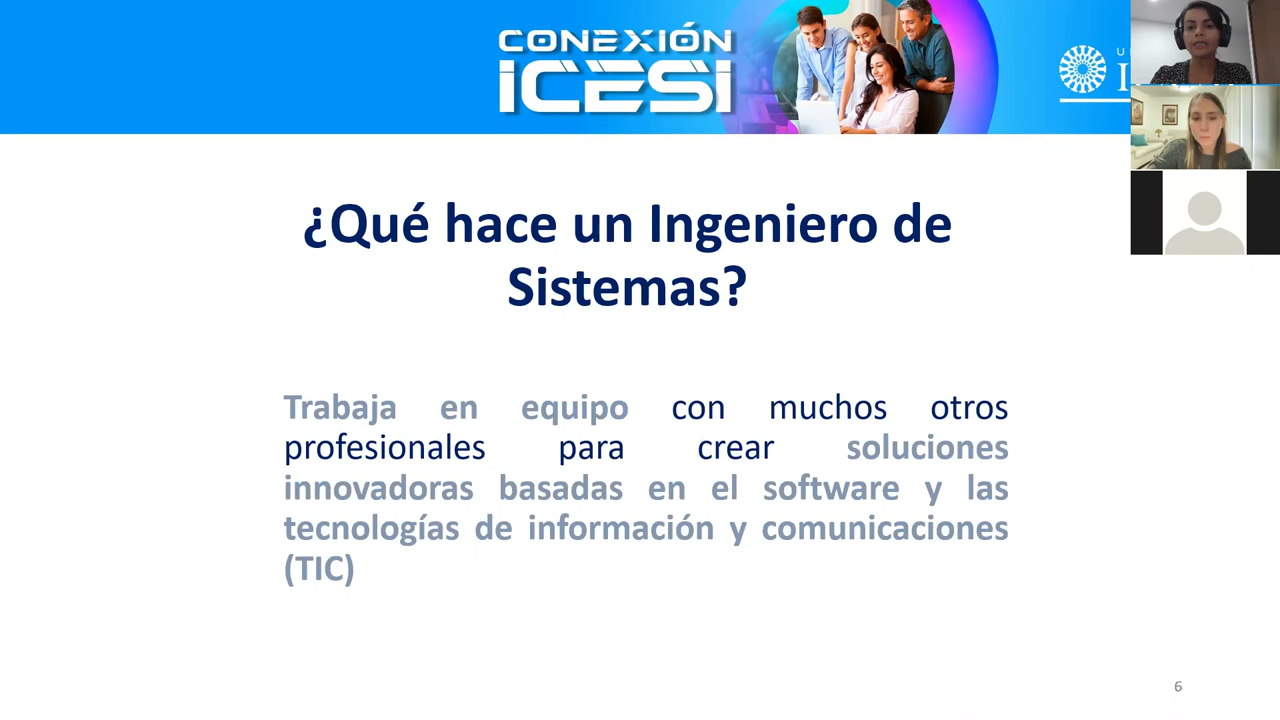 CONEXIÓN
ICESI
¿Qué hace un Ingeniero de
Sistemas?
Trabaja en equipo con muchos otros
profesionales para crear soluciones
innovadoras basadas en el software y las
tecnologías de información y comunicaciones
(TIC)
6